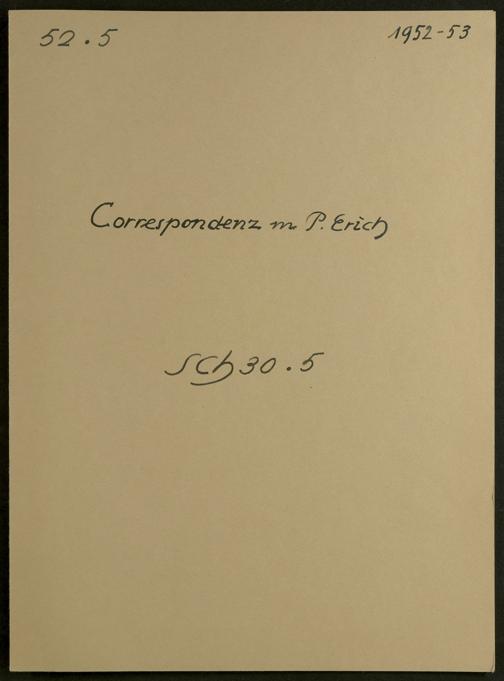 52.5
1952-53
Correspondenz m. P. Erich
Sch 30.5